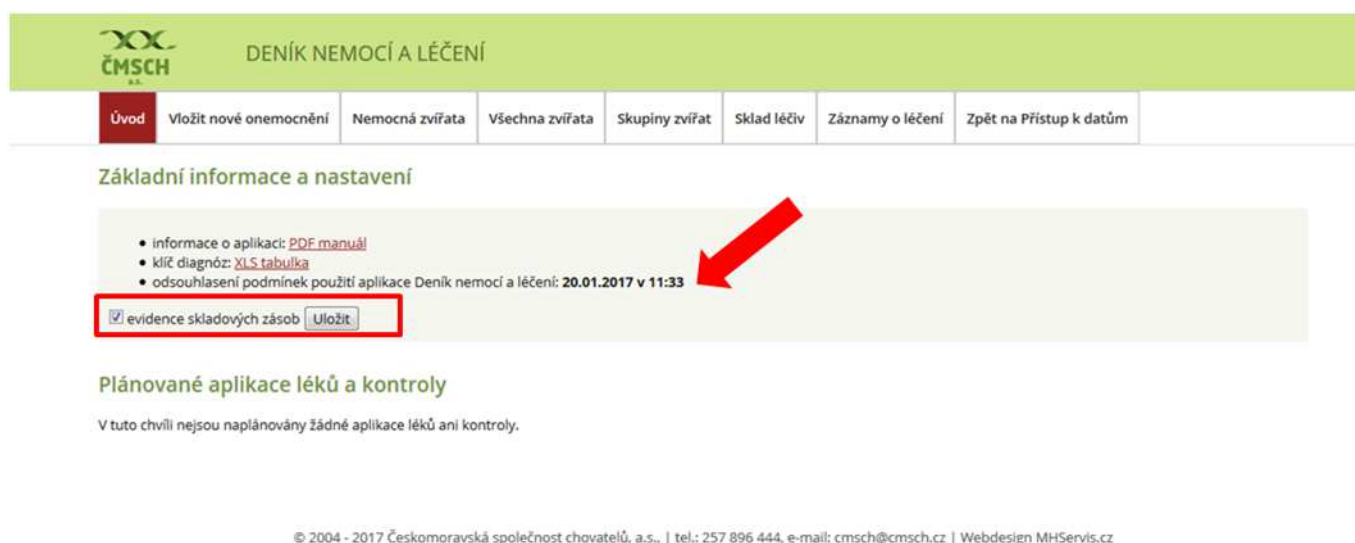 ČMSCH
a.s.
DENÍK NEMOCÍ A LÉČENÍ
Úvod Vložit nové onemocnění Nemocná zvířata Všechna zvířata Skupiny zvířat Sklad léčiv Záznamy o léčení Zpět na Přístup k datům
Základní informace a nastavení
• informace o aplikaci: PDF manuál
• klíč diagnóz: XLS tabulka
• odsouhlasení podmínek použití aplikace Deník nemocí a léčení: 20.01.2017 v 11:33
evidence skladových zásob Uložit
Plánované aplikace léků a kontroly
V tuto chvíli nejsou naplánovány žádné aplikace léků ani kontroly.
© 2004 - 2017 Českomoravská společnost chovatelů, a.s., | tel.: 257 896 444, e-mail: cmsch@cmsch.cz | Webdesign MHServis.cz